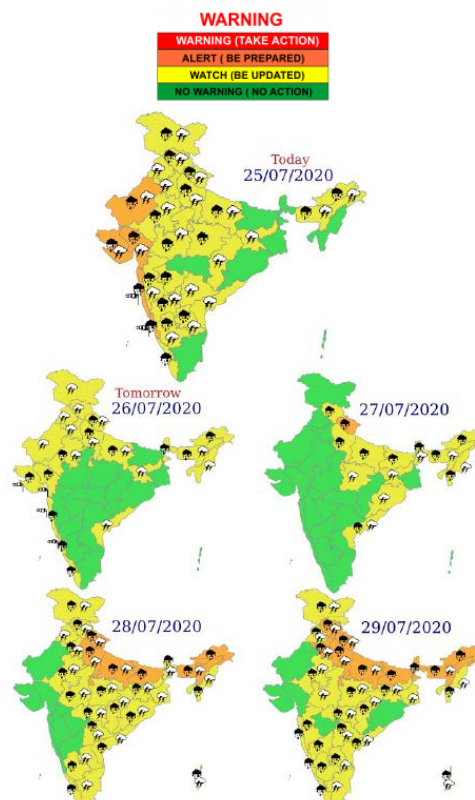 WARNING
WARNING (TAKE ACTION)
ALERT ( BE PREPARED)
WATCH (BE UPDATED)
NO WARNING ( NO ACTION)
Today
25/07/2020
Tomorrow
26/07/2020
27/07/2020
28/07/2020
29/07/2020